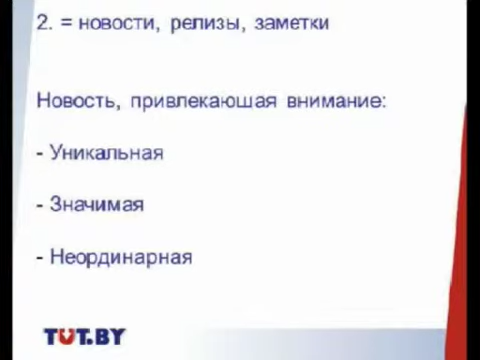 2. = новости, релизы, заметки
Новость, привлекающая внимание:
- Уникальная
- Значимая
- Неординарная
TUT.BY